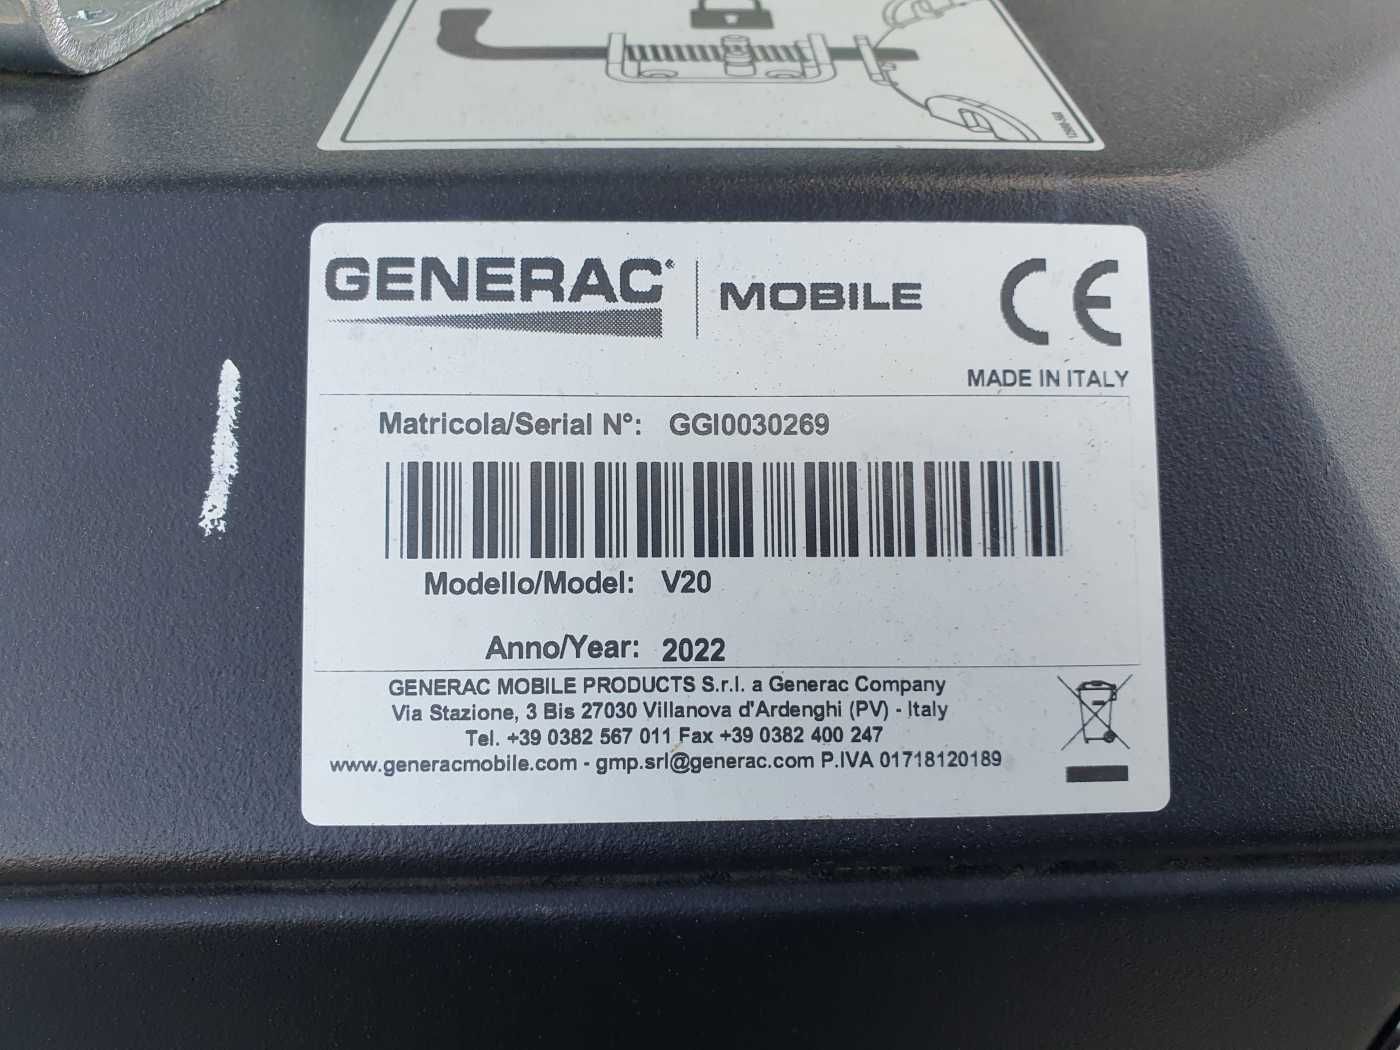 GENERAC® MOBILE CE
MADE IN ITALY
Matricola/Serial N°: GGI0030269
Modello/Model: V20
Anno/Year: 2022
GENERAC MOBILE PRODUCTS S.r.l. a Generac Company
Via Stazione, 3 Bis 27030 Villanova d'Ardenghi (PV) - Italy
Tel. +39 0382 567 011 Fax +39 0382 400 247
www.generacmobile.com - gmp.srl@generac.com P.IVA 01718120189